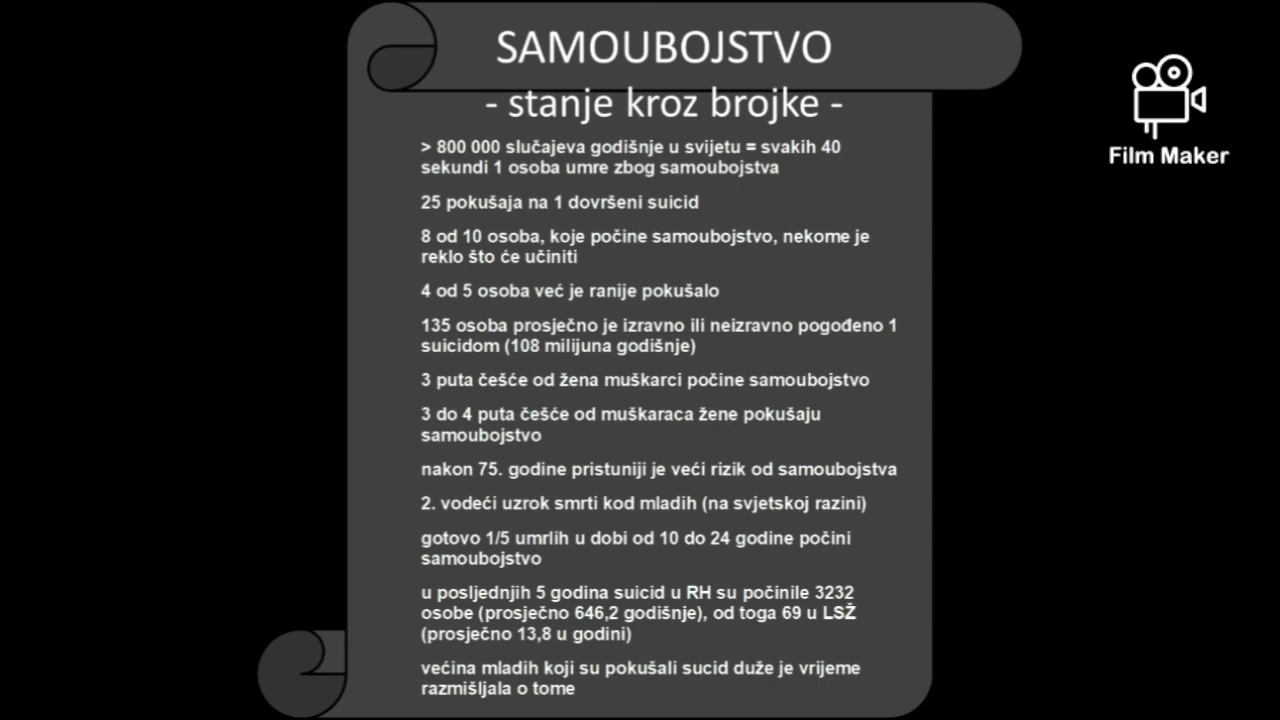 SAMOUBOJSTVO
- stanje kroz brojke -
Film Maker
> 800 000 slučajeva godišnje u svijetu = svakih 40
sekundi 1 osoba umre zbog samoubojstva
25 pokušaja na 1 dovršeni suicid
8 od 10 osoba, koje počine samoubojstvo, nekome je
reklo što će učiniti
4 od 5 osoba već je ranije pokušalo
135 osoba prosječno je izravno ili neizravno pogođeno 1
suicidom (108 milijuna godišnje)
3 puta češće od žena muškarci počine samoubojstvo
3 do 4 puta češće od muškaraca žene pokušaju
samoubojstvo
nakon 75. godine pristuniji je veći rizik od samoubojstva
2. vodeći uzrok smrti kod mladih (na svjetskoj razini)
gotovo 1/5 umrlih u dobi od 10 do 24 godine počini
samoubojstvo
u posljednjih 5 godina suicid u RH su počinile 3232
osobe (prosječno 646,2 godišnje), od toga 69 u LSŽ
(prosječno 13,8 u godini)
većina mladih koji su pokušali sucid duže je vrijeme
razmišljala o tome